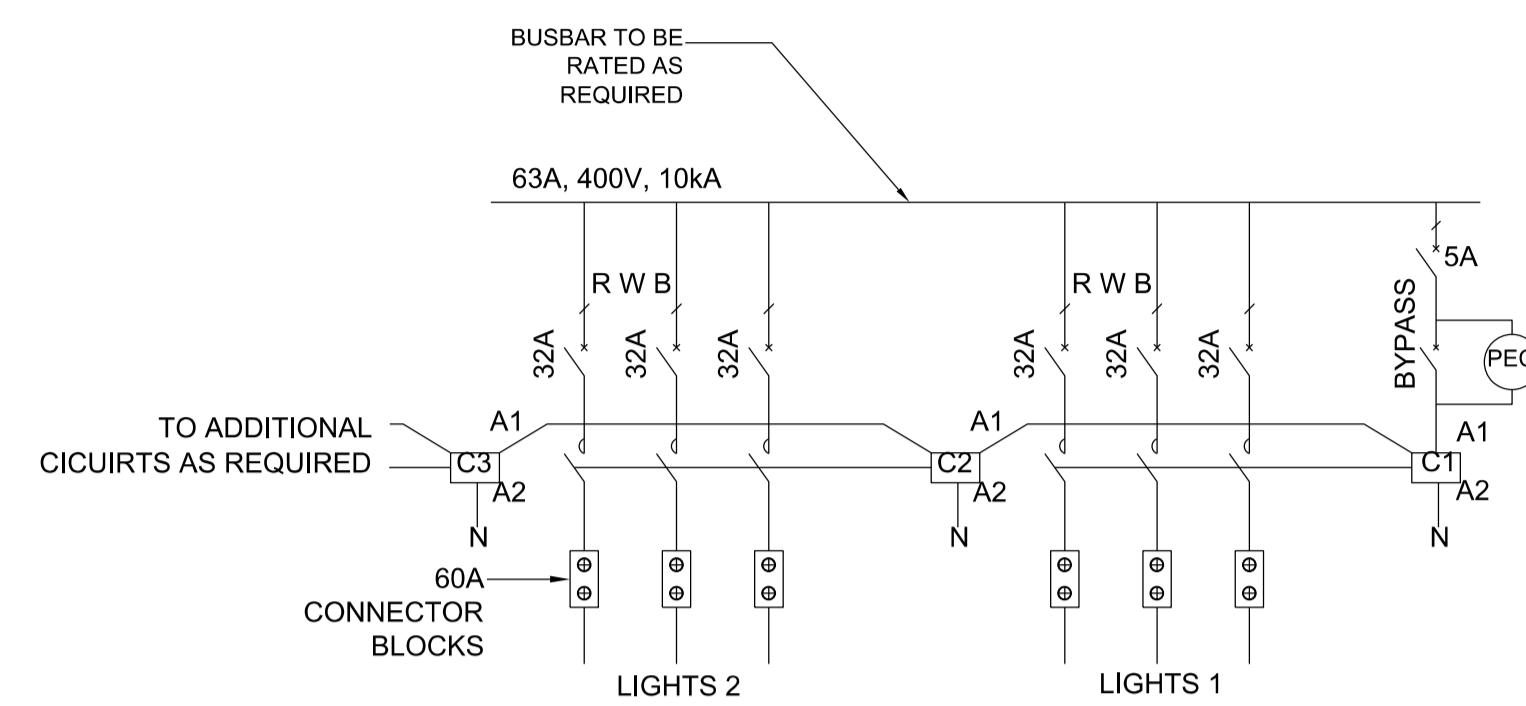 BUSBAR TO BE
RATED AS
REQUIRED
63A, 400V, 10kA
R W B
R W B
5A
32A
32A
32A
32A
32A
32A
BYPASS
PEC
TO ADDITIONAL
CICUIRTS AS REQUIRED
A1
A1
A1
C3
C2
C1
A2
A2
A2
N
N
N
60A
CONNECTOR
BLOCKS
LIGHTS 2
LIGHTS 1